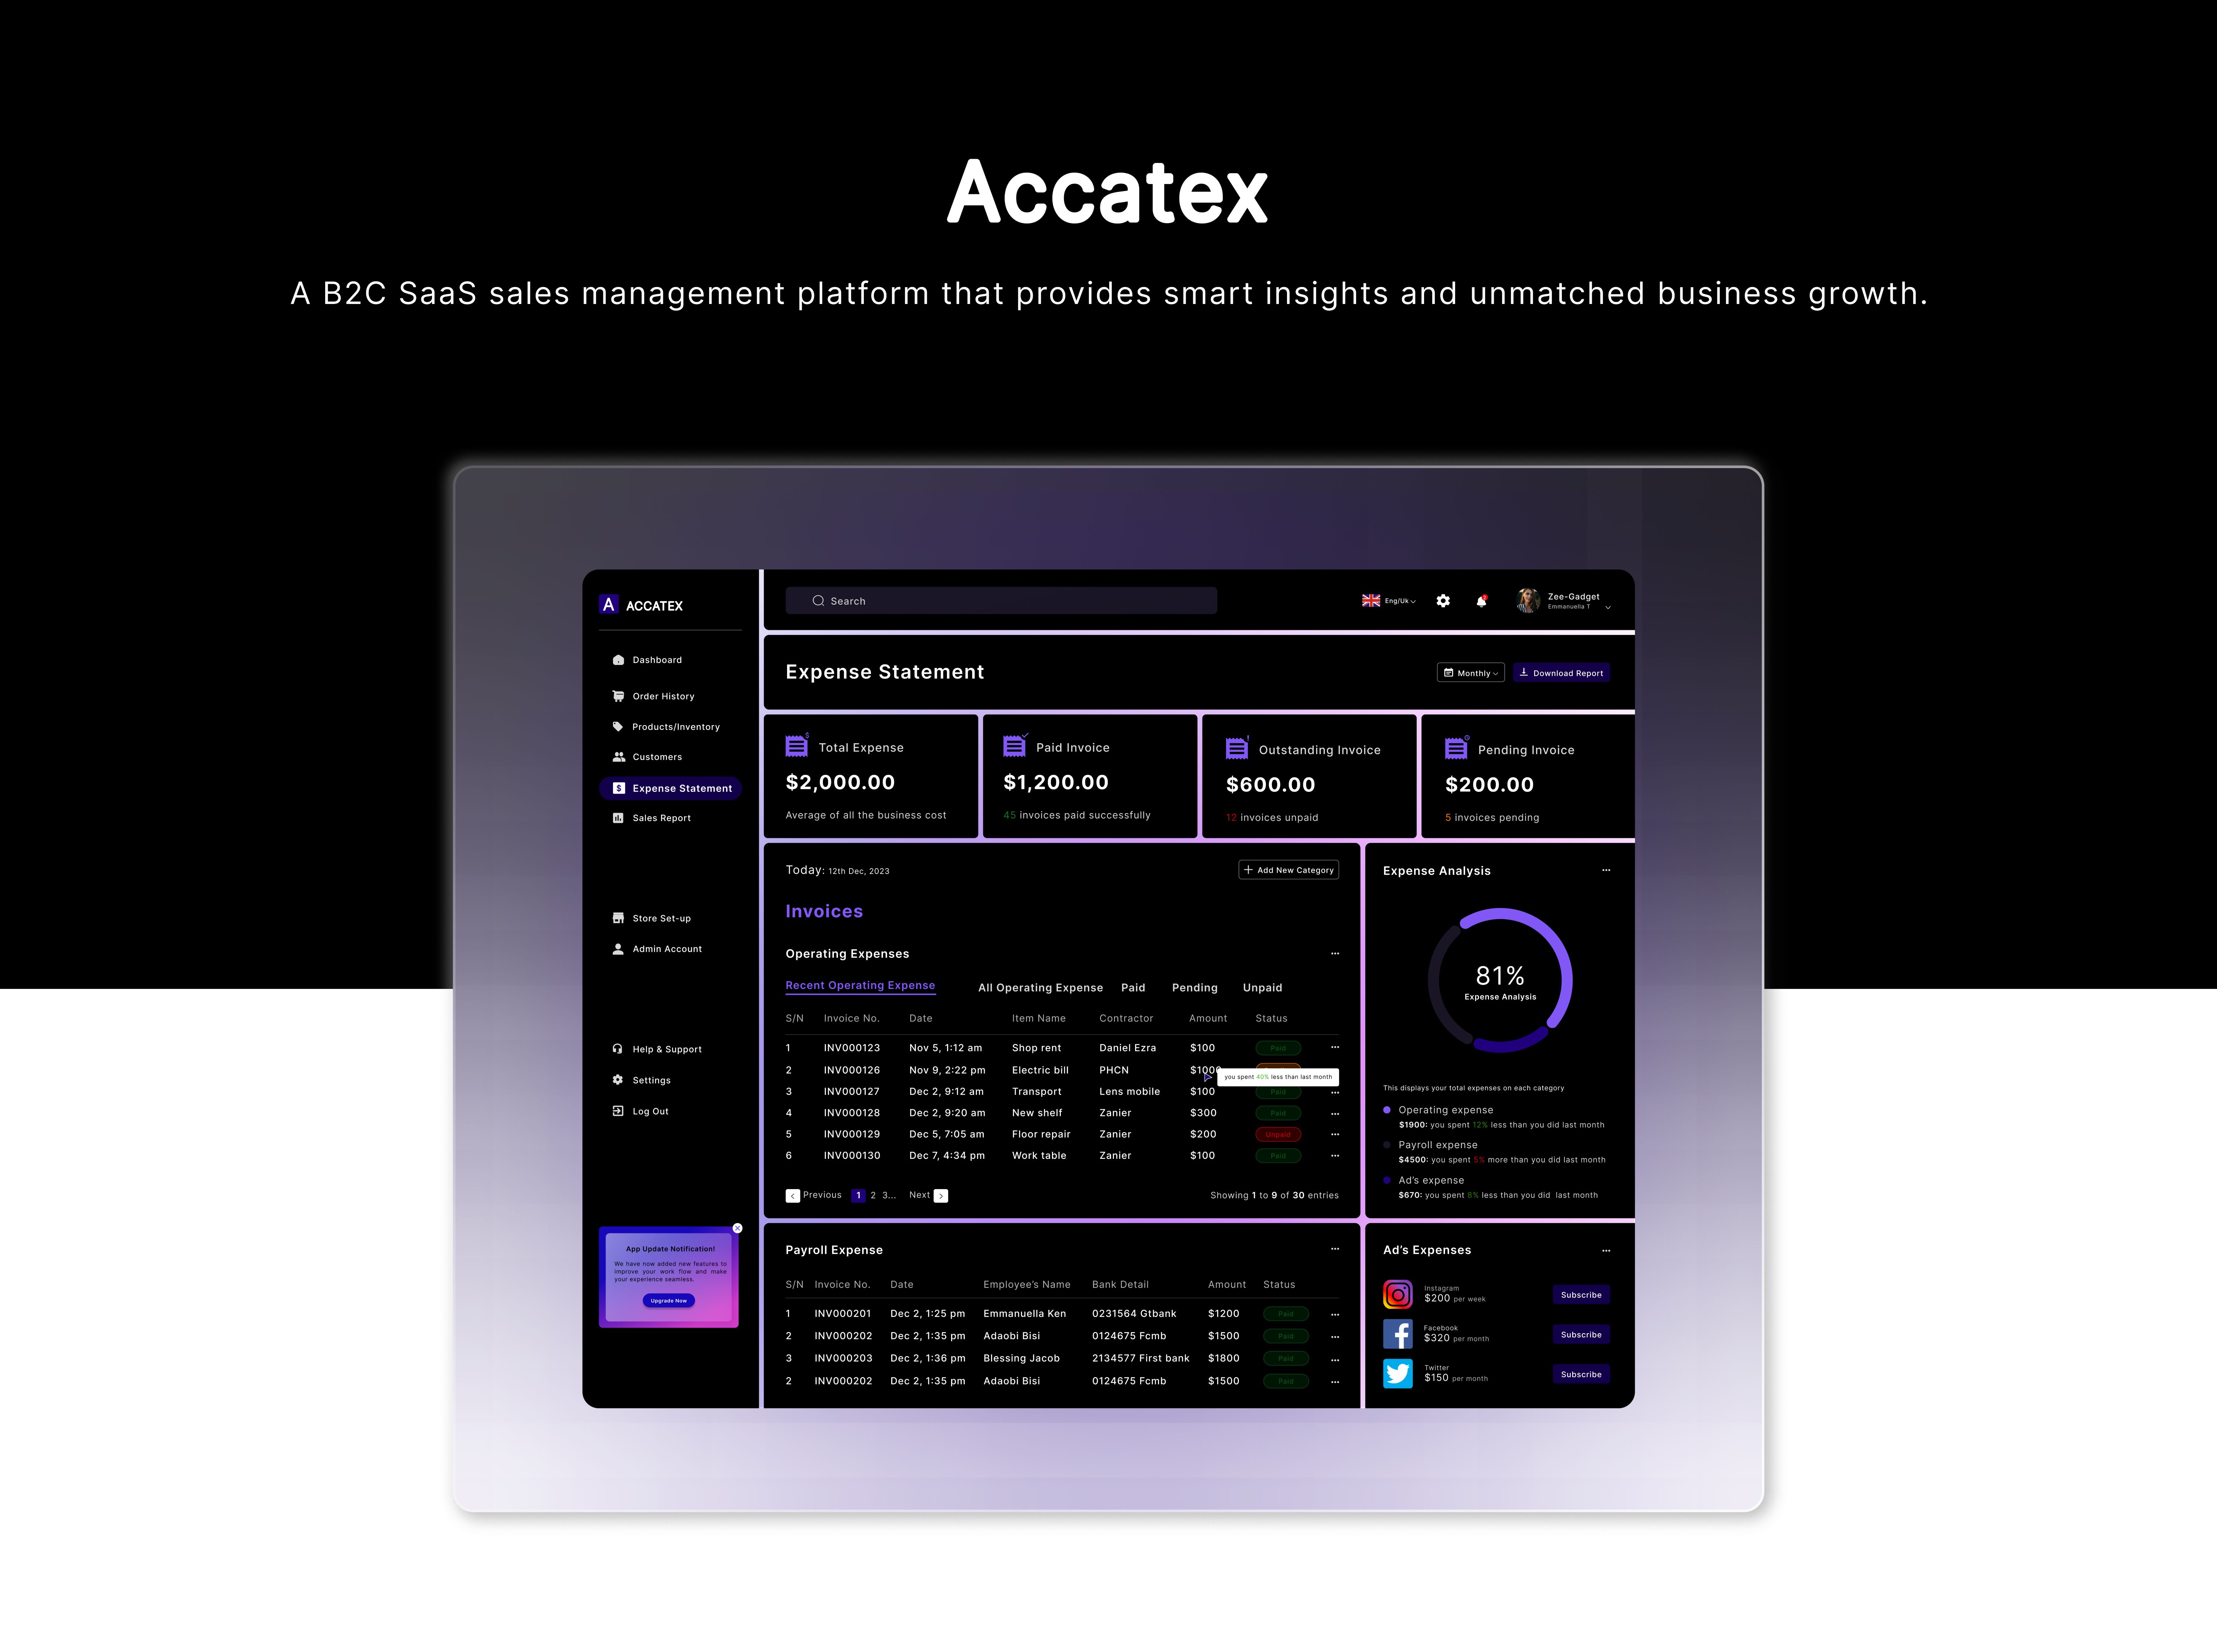 Accatex
A B2C SaaS sales management platform that provides smart insights and unmatched business growth.
A ACCATEX
Dashboard
Order History
Products/Inventory
Customers
Expense Statement
Sales Report
Store Set-up
Admin Account
Help & Support
Settings
Log Out
App Update Notification!
We have now added new features to
improve your work flow and make
your experience seamless.
Upgrade Now
Search
Eng/Uk
Zee-Gadget
Emmanuella T
Expense Statement
Monthly
Download Report
Total Expense
$2,000.00
Average of all the business cost
Paid Invoice
$1,200.00
45 invoices paid successfully
Outstanding Invoice
$600.00
12 invoices unpaid
Pending Invoice
$200.00
5 invoices pending
Today: 12th Dec, 2023
+ Add New Category
Invoices
Operating Expenses
Recent Operating Expense All Operating Expense Paid Pending Unpaid
S/N Invoice No. Date Item Name Contractor Amount Status
1 INV000123 Nov 5, 1:12 am Shop rent Daniel Ezra $100 Paid
2 INV000126 Nov 9, 2:22 pm Electric bill PHCN $1000
you spent 40% less than last month
3 INV000127 Dec 2, 9:12 am Transport Lens mobile $100 Paid
4 INV000128 Dec 2, 9:20 am New shelf Zanier $300 Paid
5 INV000129 Dec 5, 7:05 am Floor repair Zanier $200 Unpaid
6 INV000130 Dec 7, 4:34 pm Work table Zanier $100 Paid
< Previous 1 2 3... Next >
Showing 1 to 9 of 30 entries
Expense Analysis
81%
Expense Analysis
This displays your total expenses on each category
Operating expense
$1900: you spent 12% less than you did last month
Payroll expense
$4500: you spent 5% more than you did last month
Ad's expense
$670: you spent 8% less than you did last month
Payroll Expense
S/N Invoice No. Date Employee's Name Bank Detail Amount Status
1 INV000201 Dec 2, 1:25 pm Emmanuella Ken 0231564 Gtbank $1200 Paid
2 INV000202 Dec 2, 1:35 pm Adaobi Bisi 0124675 Fcmb $1500 Paid
3 INV000203 Dec 2, 1:36 pm Blessing Jacob 2134577 First bank $1800 Paid
2 INV000202 Dec 2, 1:35 pm Adaobi Bisi 0124675 Fcmb $1500 Paid
Ad's Expenses
Instagram
$200 per week
Subscribe
Facebook
$320 per month
Subscribe
Twitter
$150 per month
Subscribe